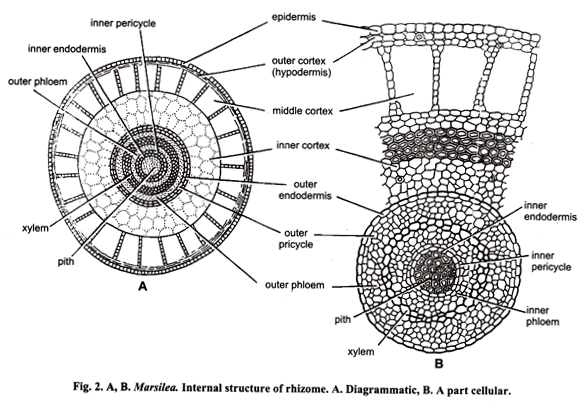 inner pericycle
inner endodermis
outer phloem
xylem
pith
A
epidermis
outer cortex
(hypodermis)
middle cortex
inner cortex
outer
endodermis
outer
pricycle
outer phloem
pith
xylem
inner
endodermis
inner
pericycle
inner
phloem
B
Fig. 2. A, B. Marsilea. Internal structure of rhizome. A. Diagrammatic, B. A part cellular.